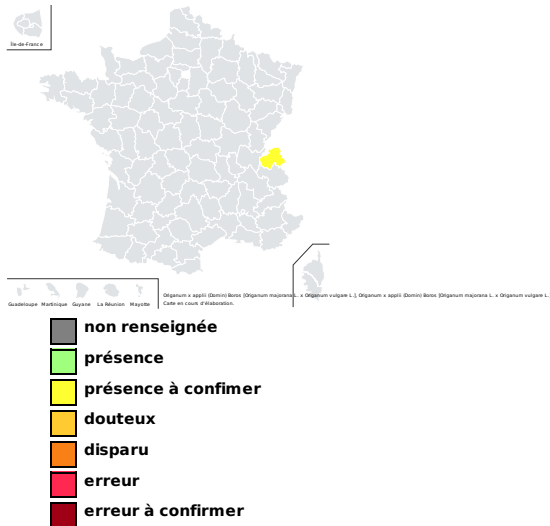 Île-de-France
Guadeloupe Martinique Guyane La Réunion Mayotte
Origanum x applii (Domin) Boros [Origanum majorana L. x Origanum vulgare L.], Origanum x applii (Domin) Boros [Origanum majorana L. x Origanum vulgare L.
Carte en cours d'élaboration.
non renseignée
présence
présence à confimer
douteux
disparu
erreur
erreur à confirmer